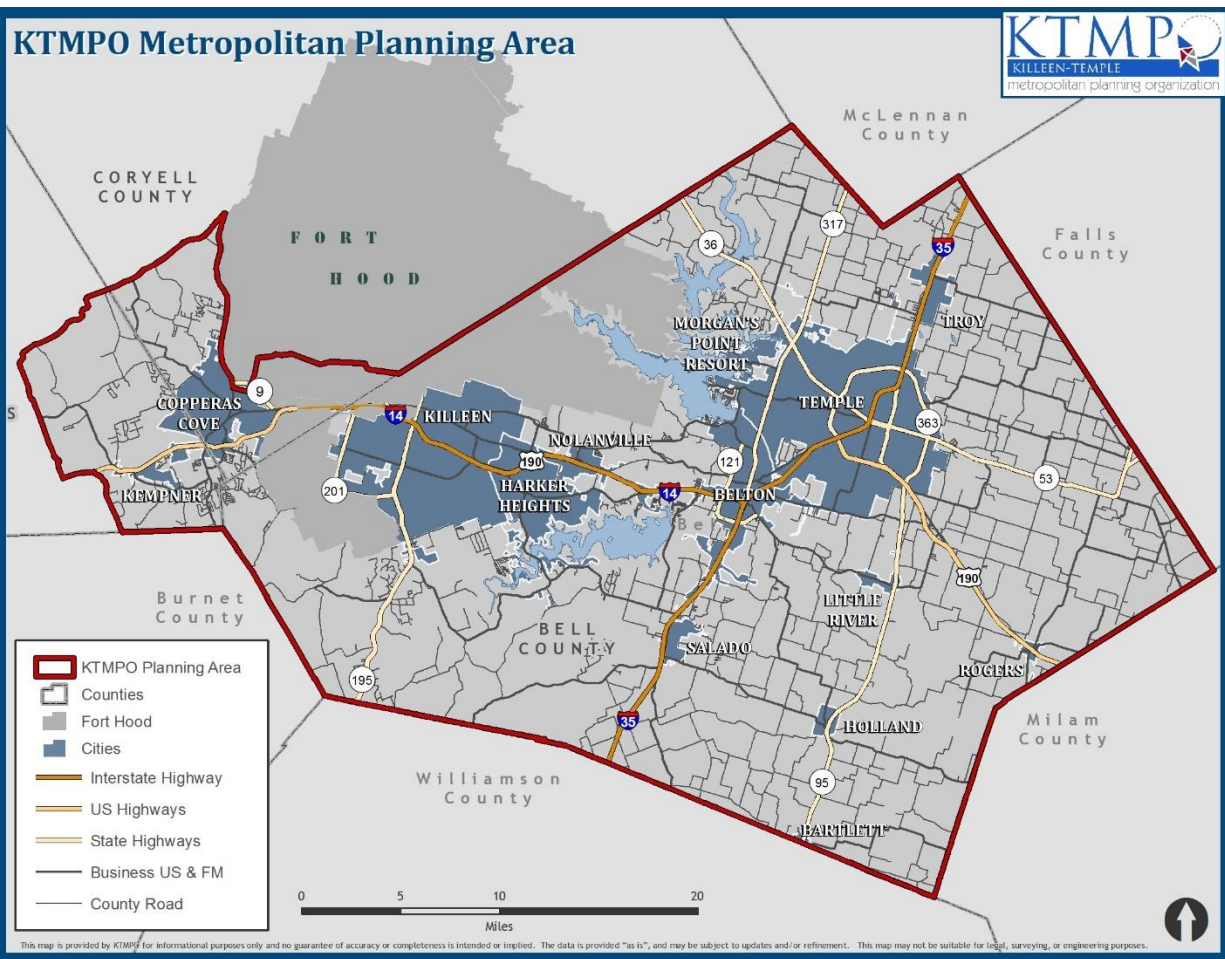 KTMPO Metropolitan Planning Area
KTMPO
KILLEEN-TEMPLE
metropolitan planning organization
McLennan
County
CORYELL
COUNTY
FORT
HOOD
Falls
County
36
317
35
TROY
MORGAN'S
POINT
RESORT
9
COPPERAS
COVE
S
14
KILLEEN
TEMPLE
363
NOLANVILLE
190
121
53
KEMPNER
201
HARKER
HEIGHTS
14
BELTON
Bell
190
Burnet
County
LITTLE
RIVER
BELL
COUNTY
SALADO
ROGERS
195
35
HOLLAND
Milam
County
Williamson
County
95
BARTLETT
KTMPO Planning Area
Counties
Fort Hood
Cities
Interstate Highway
US Highways
State Highways
Business US & FM
County Road
0 5 10 20
Miles
This map is provided by KTMPO for informational purposes only and no guarantee of accuracy or completeness is intended or implied. The data is provided "as is", and may be subject to updates and/or refinement. This map may not be suitable for legal, surveying, or engineering purposes.